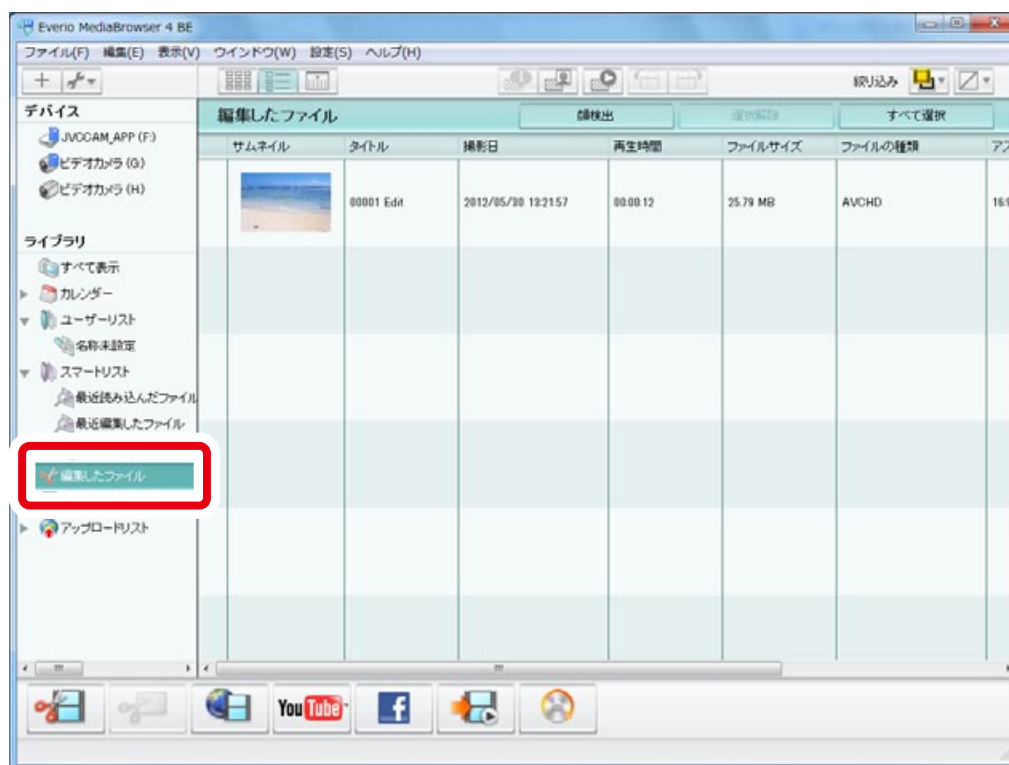 Everio MediaBrowser 4 BE
ファイル(F) 編集(E) 表示(V) ウインドウ(W) 設定(S) ヘルプ(H)
絞り込み
デバイス
JVCCAM_APP (F:)
ビデオカメラ (G)
ビデオカメラ (H)
ライブラリ
すべて表示
カレンダー
ユーザーリスト
名称未設定
スマートリスト
最近読み込んだファイル
最近編集したファイル
編集したファイル
アップロードリスト
編集したファイル 顔検出 選択解除 すべて選択
サムネイル タイトル 撮影日 再生時間 ファイルサイズ ファイルの種類 アス
00001 Edit 2012/05/30 13:21:57 00:00:12 25.79 MB AVCHD 16:9
YouTube
f